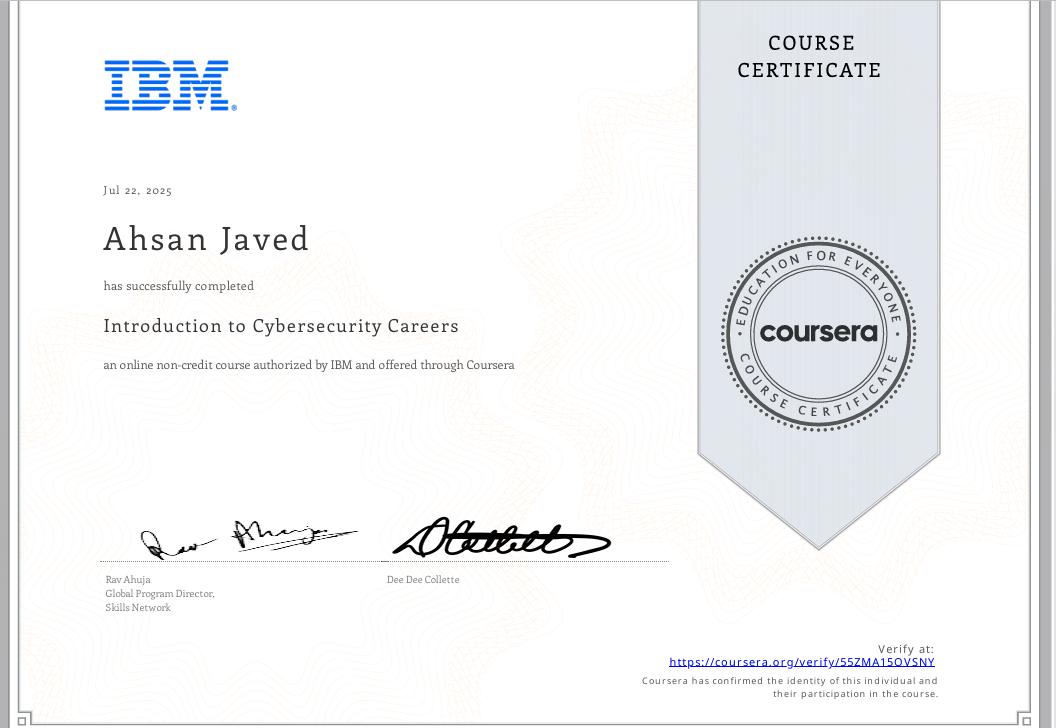 COURSE
CERTIFICATE
IBM®
Jul 22, 2025
Ahsan Javed
has successfully completed
Introduction to Cybersecurity Careers
an online non-credit course authorized by IBM and offered through Coursera
EDUCATION FOR EVERYONE
coursera
COURSE CERTIFICATE
Rav Ahuja
Global Program Director,
Skills Network
Dee Dee Collette
Verify at:
https://coursera.org/verify/55ZMA15OVSNY
Coursera has confirmed the identity of this individual and
their participation in the course.